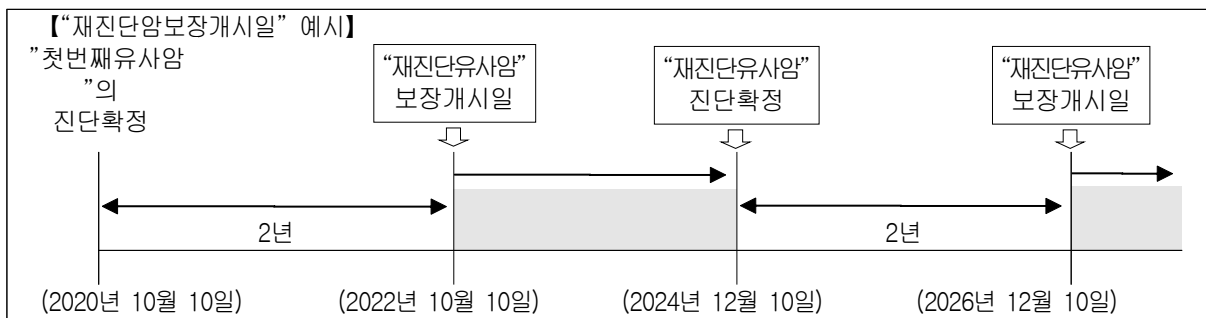 【“재진단암보장개시일” 예시】
”첫번째유사암
”의
진단확정
“재진단유사암”
보장개시일
“재진단유사암”
진단확정
“재진단유사암”
보장개시일
2년
2년
(2020년 10월 10일)
(2022년 10월 10일)
(2024년 12월 10일)
(2026년 12월 10일)